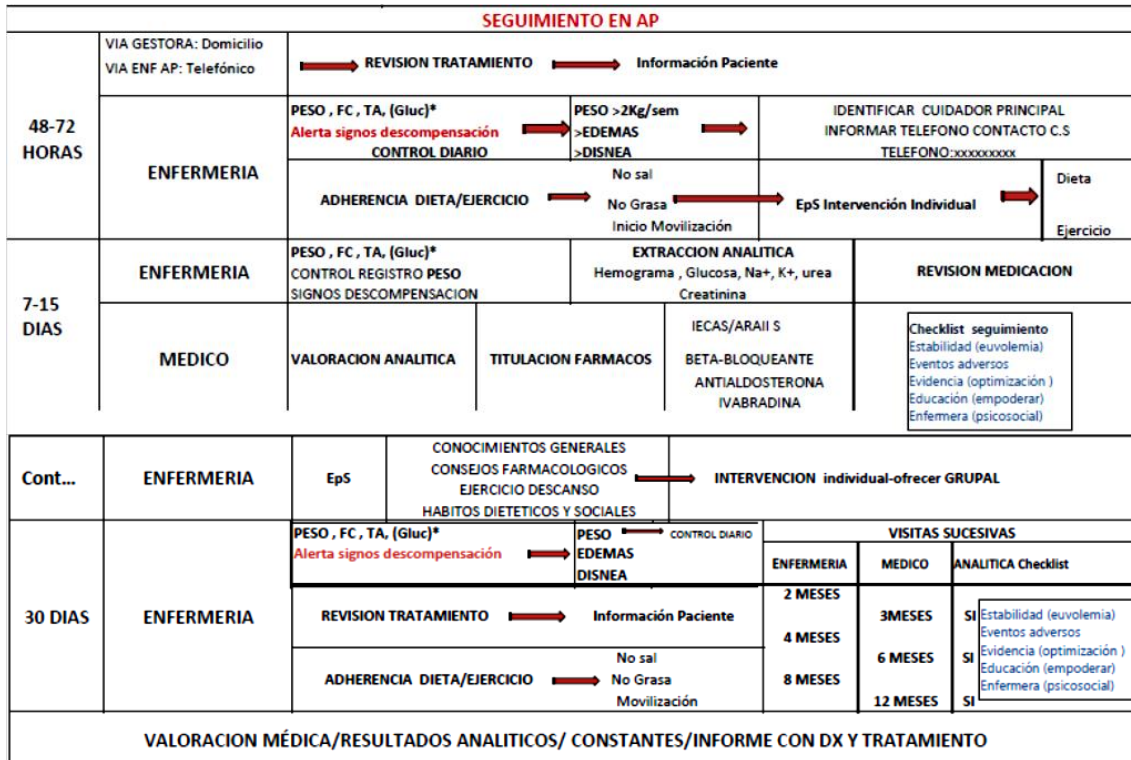 SEGUIMIENTO EN AP
48-72
HORAS
VIA GESTORA: Domicilio
VIA ENF AP: Telefónico
REVISION TRATAMIENTO
Información Paciente
ENFERMERIA
PESO , FC , TA, (Gluc)*
Alerta signos descompensación
CONTROL DIARIO
PESO >2Kg/sem
>EDEMAS
>DISNEA
IDENTIFICAR CUIDADOR PRINCIPAL
INFORMAR TELEFONO CONTACTO C.S
TELEFONO:xxxxxxxxx
ADHERENCIA DIETA/EJERCICIO
No sal
No Grasa
Inicio Movilización
EpS Intervención Individual
Dieta
Ejercicio
7-15
DIAS
ENFERMERIA
PESO , FC , TA, (Gluc)*
CONTROL REGISTRO PESO
SIGNOS DESCOMPENSACION
EXTRACCION ANALITICA
Hemograma , Glucosa, Na+, K+, urea
Creatinina
REVISION MEDICACION
MEDICO
VALORACION ANALITICA
TITULACION FARMACOS
IECAS/ARAII S
BETA-BLOQUEANTE
ANTIALDOSTERONA
IVABRADINA
Checklist seguimiento
Estabilidad (euvolemia)
Eventos adversos
Evidencia (optimización )
Educación (empoderar)
Enfermera (psicosocial)
Cont...
ENFERMERIA
EpS
CONOCIMIENTOS GENERALES
CONSEJOS FARMACOLOGICOS
EJERCICIO DESCANSO
HABITOS DIETETICOS Y SOCIALES
INTERVENCION individual-ofrecer GRUPAL
30 DIAS
ENFERMERIA
PESO , FC , TA, (Gluc)*
Alerta signos descompensación
PESO
CONTROL DIARIO
EDEMAS
DISNEA
REVISION TRATAMIENTO
Información Paciente
ADHERENCIA DIETA/EJERCICIO
No sal
No Grasa
Movilización
VISITAS SUCESIVAS
ENFERMERIA
MEDICO
ANALITICA Checklist
2 MESES
3MESES
SI
4 MESES
6 MESES
SI
8 MESES
12 MESES
SI
Estabilidad (euvolemia)
Eventos adversos
Evidencia (optimización )
Educación (empoderar)
Enfermera (psicosocial)
VALORACION MÉDICA/RESULTADOS ANALITICOS/ CONSTANTES/INFORME CON DX Y TRATAMIENTO